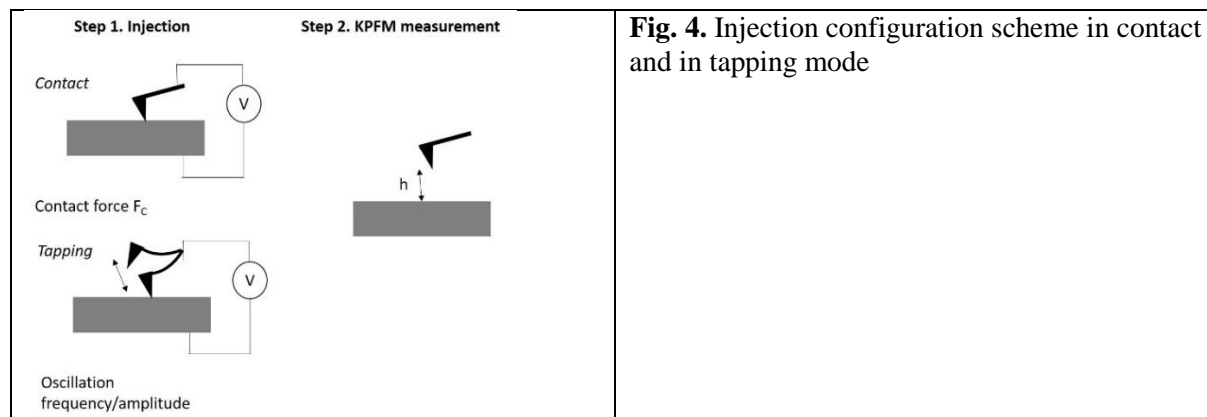 Step 1. Injection
Step 2. KPFM measurement
Contact
V
h
Contact force FC
Tapping
V
Oscillation
frequency/amplitude
Fig. 4. Injection configuration scheme in contact
and in tapping mode